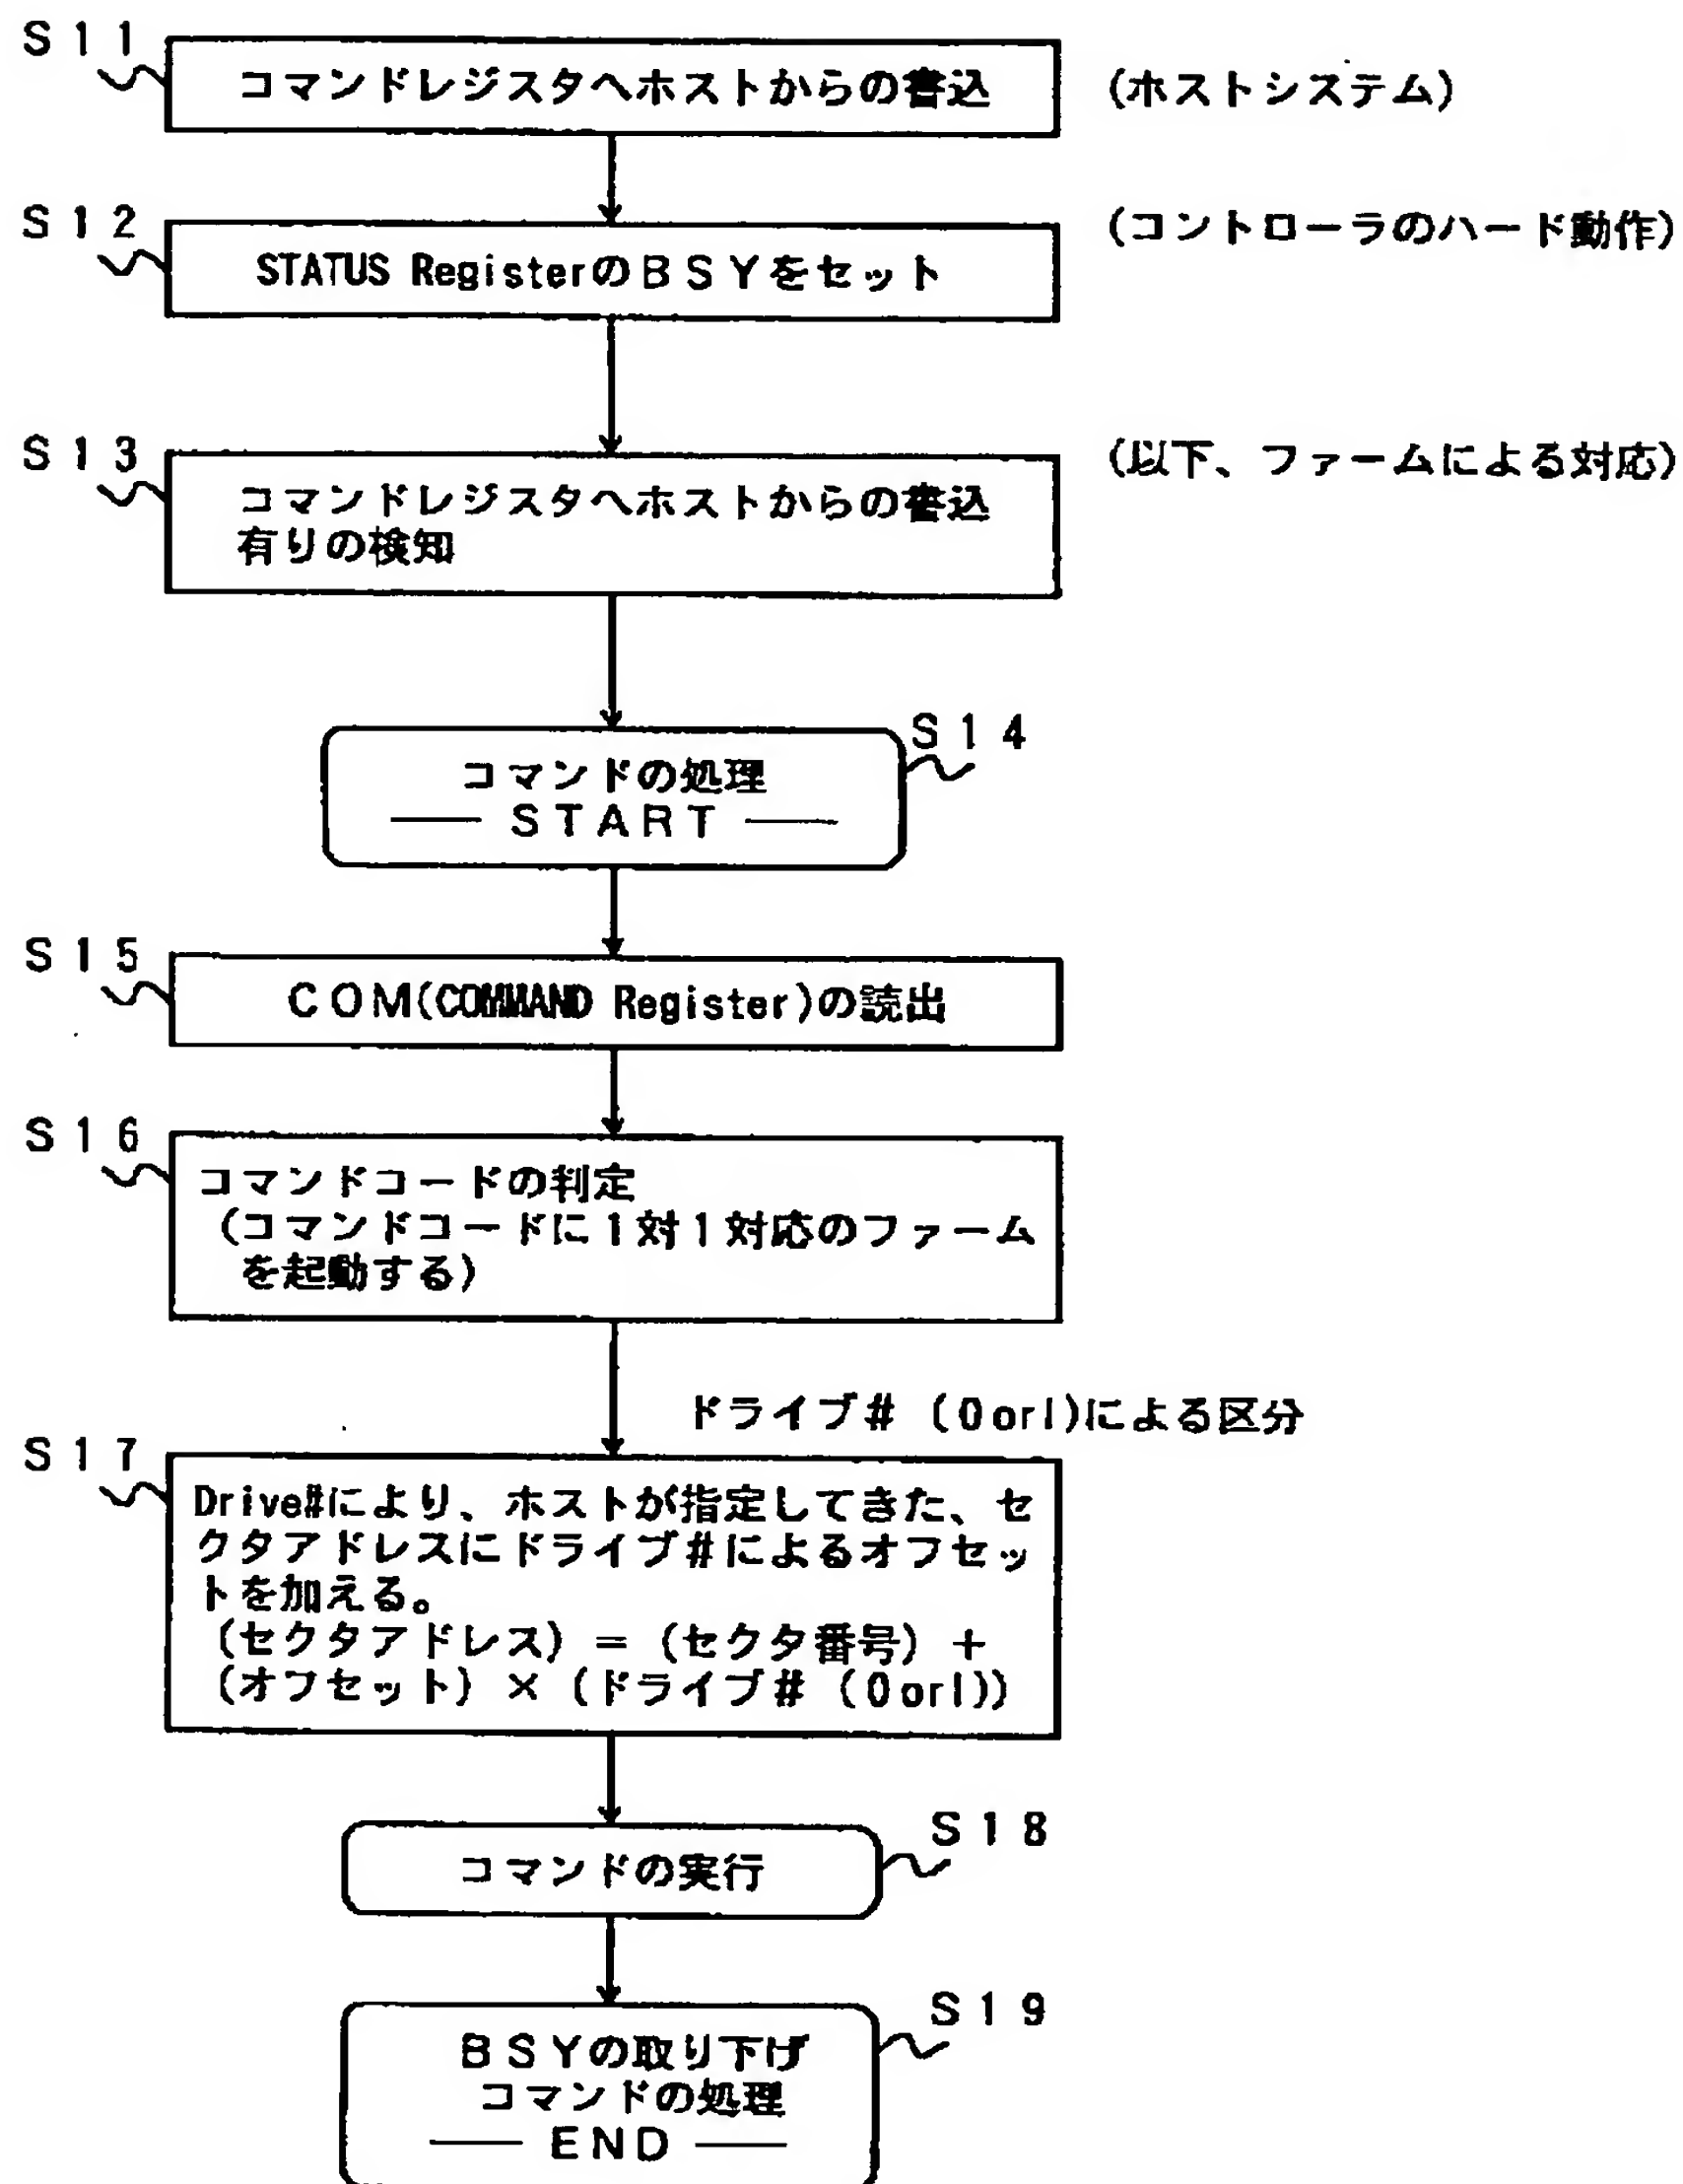 S11
コマンドレジスタへホストからの書込
(ホストシステム)
S12
(コントローラのハード動作)
STATUS RegisterのBSYをセット
S13
(以下、ファームによる対応)
コマンドレジスタへホストからの書込
有りの検知
S14
コマンドの処理
── START ──
S15
COM(COMMAND Register)の読出
S16
コマンドコードの判定
(コマンドコードに1対1対応のファーム
を起動する)
ドライブ# (0or1)による区分
S17
Drive#により、ホストが指定してきた、セ
クタアドレスにドライブ#によるオフセッ
トを加える。
(セクタアドレス) = (セクタ番号) +
(オフセット) × (ドライブ# (0or1))
S18
コマンドの実行
S19
BSYの取り下げ
コマンドの処理
── END ──